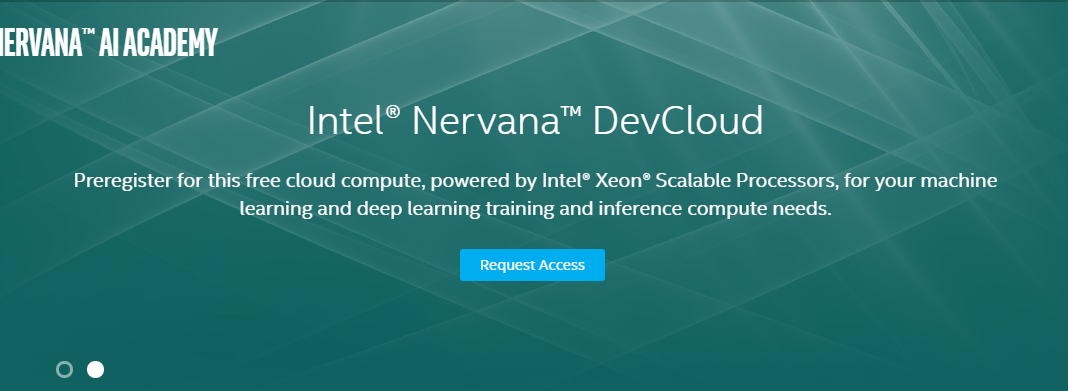 NERVANA™ AI ACADEMY
Intel® Nervana™ DevCloud
Preregister for this free cloud compute, powered by Intel® Xeon® Scalable Processors, for your machine
learning and deep learning training and inference compute needs.
Request Access